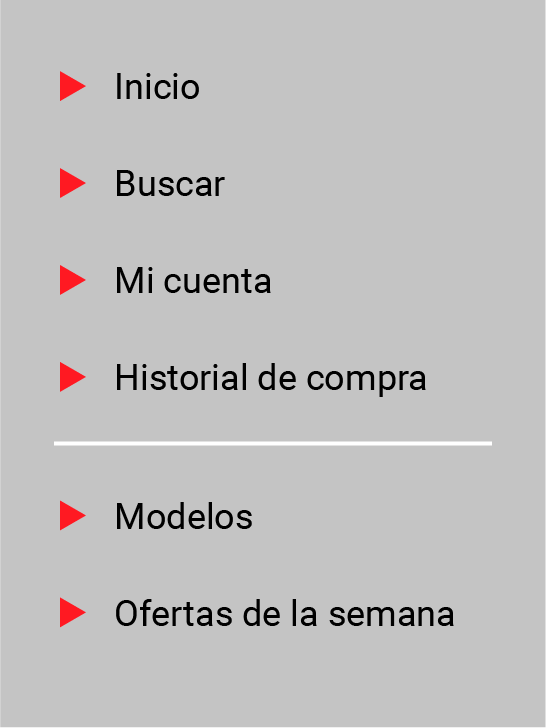 Inicio
Buscar
Mi cuenta
Historial de compra
Modelos
Ofertas de la semana